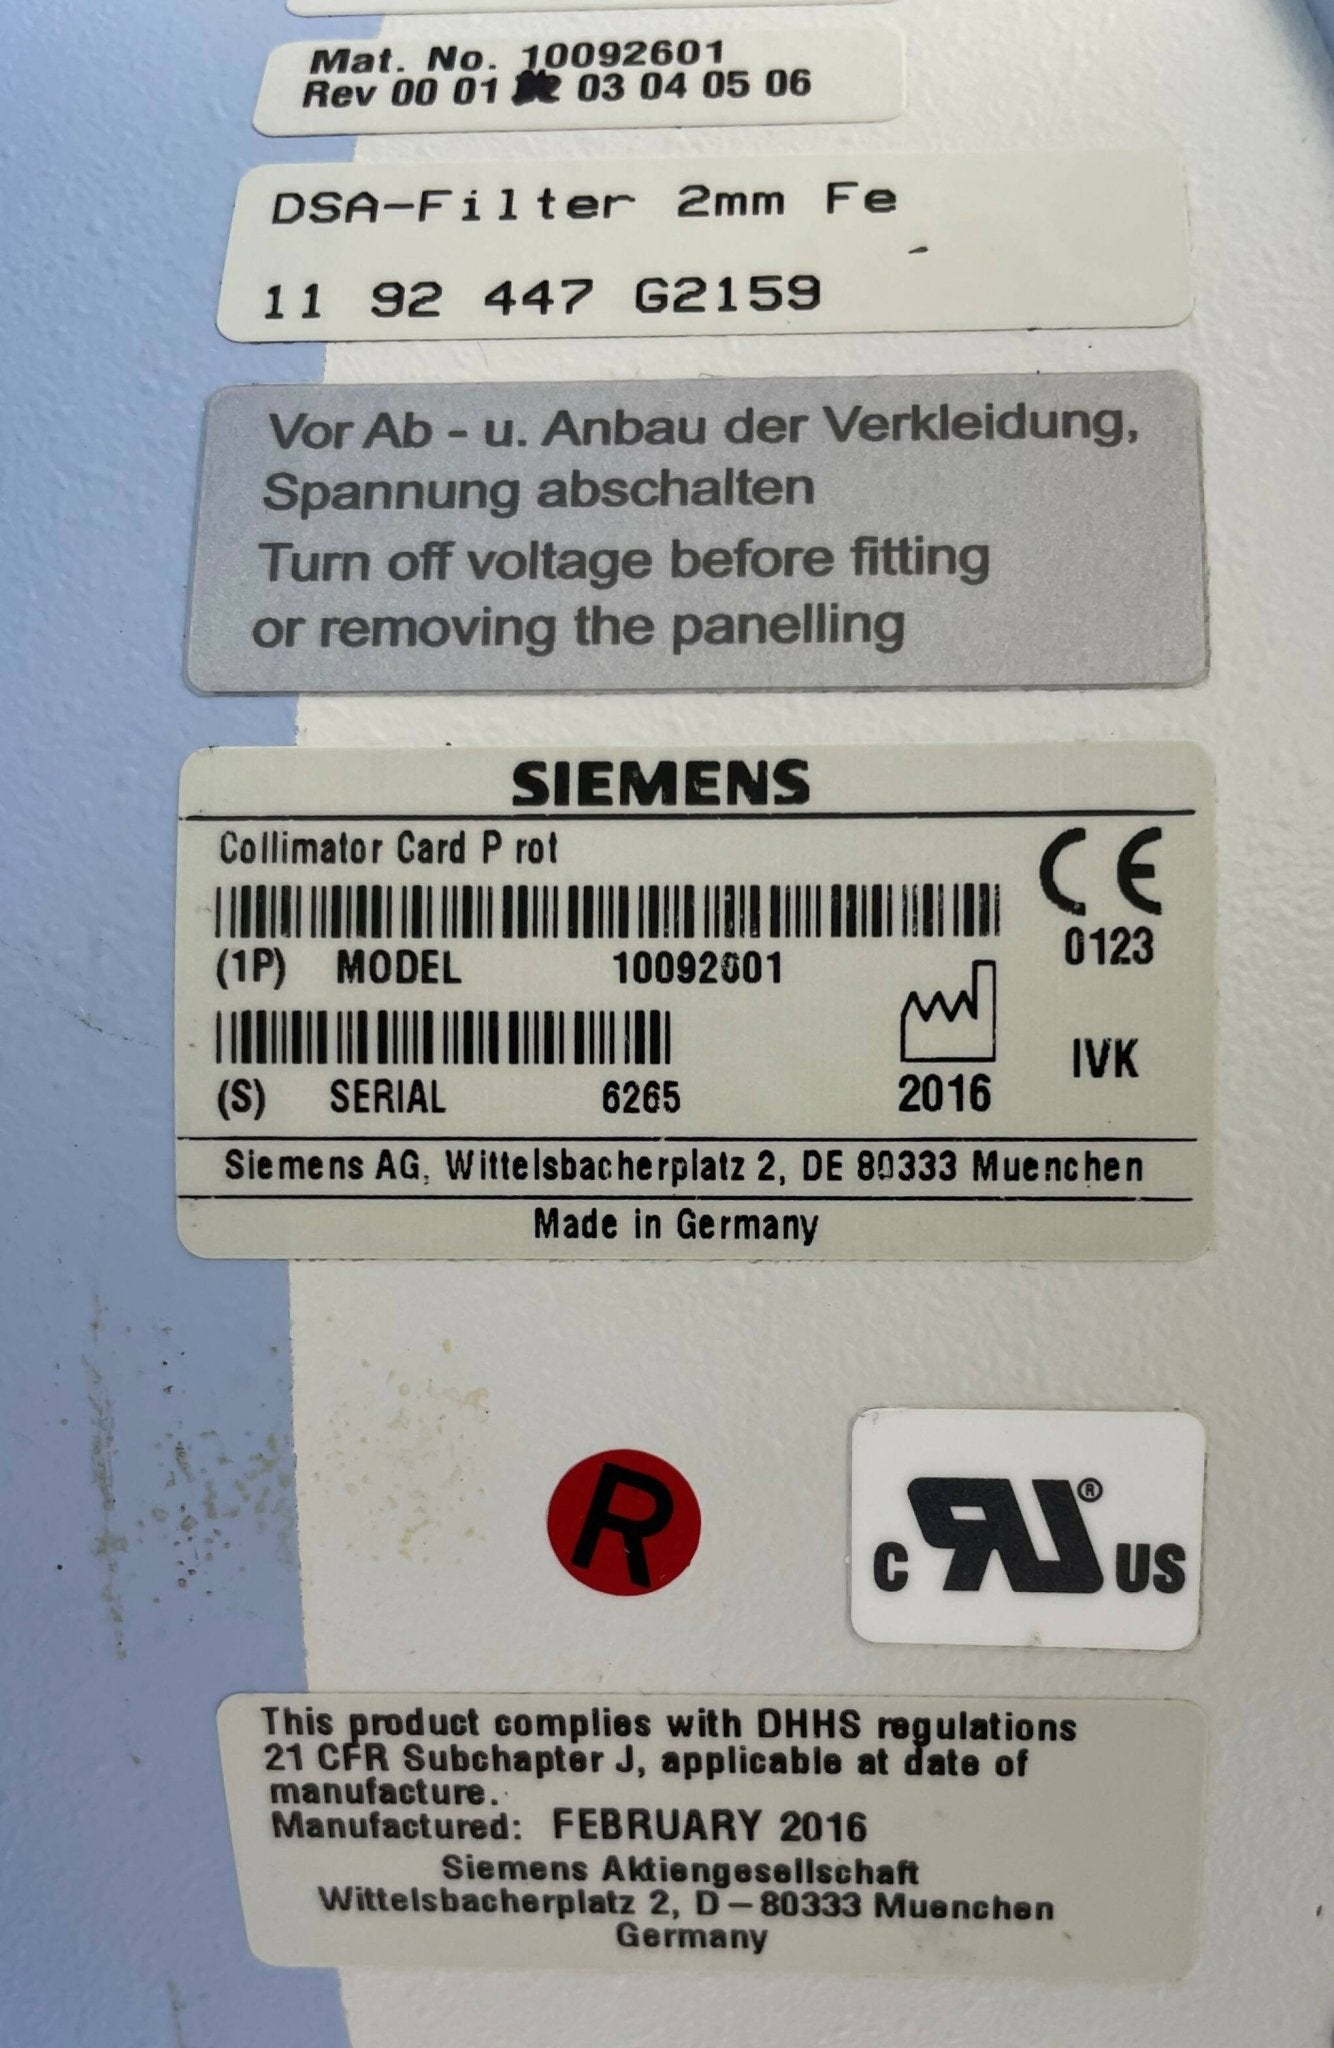 Mat. No. 10092601
Rev 00 01 03 04 05 06
DSA-Filter 2mm Fe
11 92 447 G2159
Vor Ab - u. Anbau der Verkleidung,
Spannung abschalten
Turn off voltage before fitting
or removing the panelling
SIEMENS
Collimator Card P rot
CE
0123
(1P) MODEL 10092601
IVK
(S) SERIAL 6265
2016
Siemens AG, Wittelsbacherplatz 2, DE 80333 Muenchen
Made in Germany
R
C RU ® US
This product complies with DHHS regulations
21 CFR Subchapter J, applicable at date of
manufacture.
Manufactured: FEBRUARY 2016
Siemens Aktiengesellschaft
Wittelsbacherplatz 2, D – 80333 Muenchen
Germany